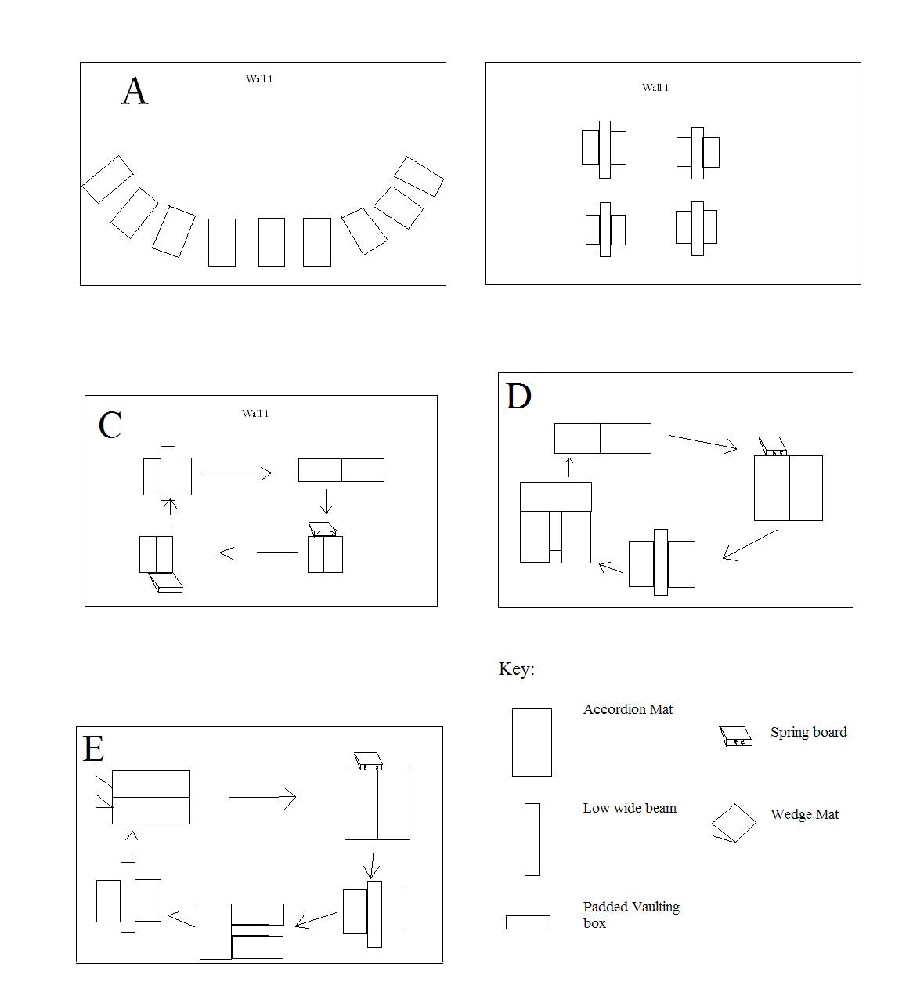 A
Wall 1
Wall 1
C
Wall 1
D
Key:
Accordion Mat
Spring board
Low wide beam
Wedge Mat
Padded Vaulting
box
E